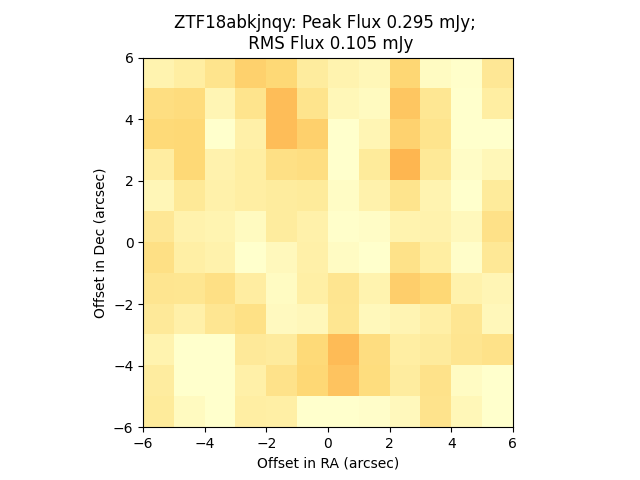 ZTF18abkjnqy: Peak Flux 0.295 mJy;
RMS Flux 0.105 mJy
6
4
2
0
−2
−4
−6
Offset in Dec (arcsec)
−6 −4 −2 0 2 4 6
Offset in RA (arcsec)